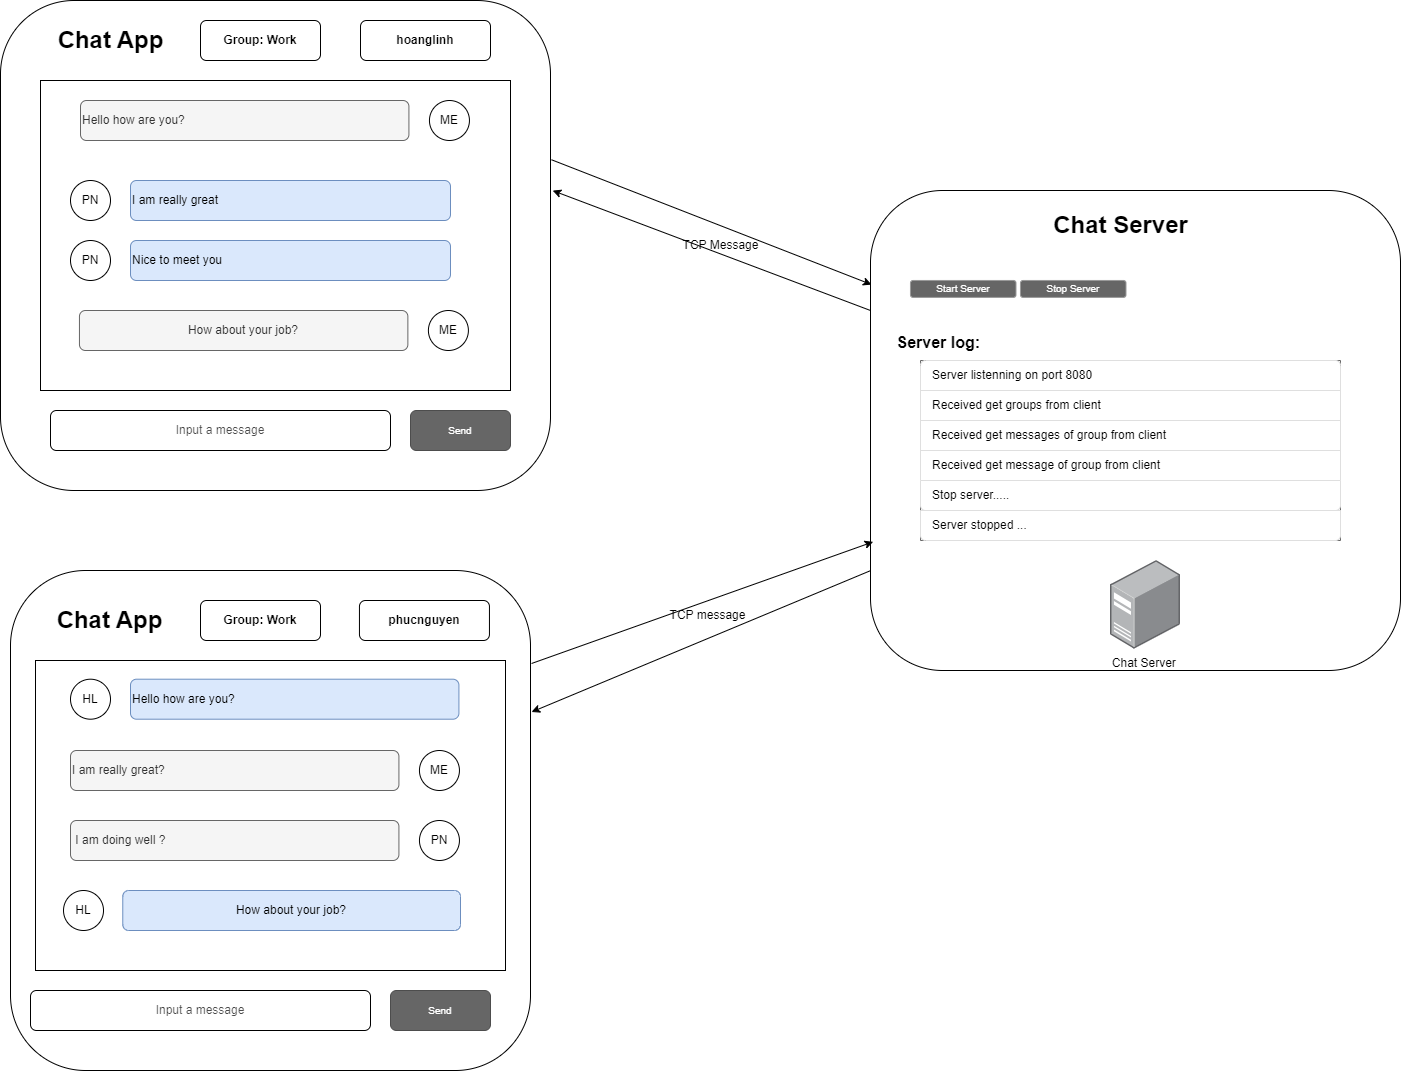 Chat App
Group: Work
hoanglinh
Hello how are you?
ME
PN
I am really great
PN
Nice to meet you
How about your job?
ME
Input a message
Send
TCP Message
Chat Server
Start Server
Stop Server
Server log:
Server listenning on port 8080
Received get groups from client
Received get messages of group from client
Received get message of group from client
Stop server.....
Server stopped ...
Chat Server
TCP message
Chat App
Group: Work
phucnguyen
HL
Hello how are you?
I am really great?
ME
I am doing well ?
PN
HL
How about your job?
Input a message
Send